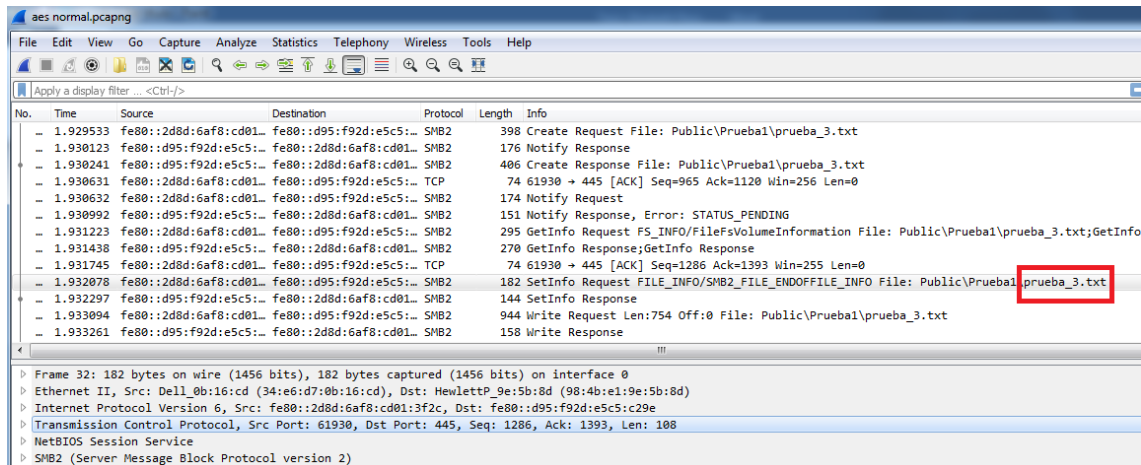 aes normal.pcapng
File Edit View Go Capture Analyze Statistics Telephony Wireless Tools Help
Apply a display filter ... <Ctrl-/>
No. Time Source Destination Protocol Length Info
... 1.929533 fe80::2d8d:6af8:cd01… fe80::d95:f92d:e5c5:… SMB2 398 Create Request File: Public\Prueba1\prueba_3.txt
... 1.930123 fe80::d95:f92d:e5c5:… fe80::2d8d:6af8:cd01… SMB2 176 Notify Response
... 1.930241 fe80::d95:f92d:e5c5:… fe80::2d8d:6af8:cd01… SMB2 406 Create Response File: Public\Prueba1\prueba_3.txt
... 1.930631 fe80::2d8d:6af8:cd01… fe80::d95:f92d:e5c5:… TCP 74 61930 → 445 [ACK] Seq=965 Ack=1120 Win=256 Len=0
... 1.930632 fe80::2d8d:6af8:cd01… fe80::d95:f92d:e5c5:… SMB2 174 Notify Request
... 1.930992 fe80::d95:f92d:e5c5:… fe80::2d8d:6af8:cd01… SMB2 151 Notify Response, Error: STATUS_PENDING
... 1.931223 fe80::2d8d:6af8:cd01… fe80::d95:f92d:e5c5:… SMB2 295 GetInfo Request FS_INFO/FileFsVolumeInformation File: Public\Prueba1\prueba_3.txt;GetInfo
... 1.931438 fe80::d95:f92d:e5c5:… fe80::2d8d:6af8:cd01… SMB2 270 GetInfo Response;GetInfo Response
... 1.931745 fe80::2d8d:6af8:cd01… fe80::d95:f92d:e5c5:… TCP 74 61930 → 445 [ACK] Seq=1286 Ack=1393 Win=255 Len=0
... 1.932078 fe80::2d8d:6af8:cd01… fe80::d95:f92d:e5c5:… SMB2 182 SetInfo Request FILE_INFO/SMB2_FILE_ENDOFFILE_INFO File: Public\Prueba1\prueba_3.txt
... 1.932297 fe80::d95:f92d:e5c5:… fe80::2d8d:6af8:cd01… SMB2 144 SetInfo Response
... 1.933094 fe80::2d8d:6af8:cd01… fe80::d95:f92d:e5c5:… SMB2 944 Write Request Len:754 Off:0 File: Public\Prueba1\prueba_3.txt
... 1.933261 fe80::d95:f92d:e5c5:… fe80::2d8d:6af8:cd01… SMB2 158 Write Response
Frame 32: 182 bytes on wire (1456 bits), 182 bytes captured (1456 bits) on interface 0
Ethernet II, Src: Dell_0b:16:cd (34:e6:d7:0b:16:cd), Dst: HewlettP_9e:5b:8d (98:4b:e1:9e:5b:8d)
Internet Protocol Version 6, Src: fe80::2d8d:6af8:cd01:3f2c, Dst: fe80::d95:f92d:e5c5:c29e
Transmission Control Protocol, Src Port: 61930, Dst Port: 445, Seq: 1286, Ack: 1393, Len: 108
NetBIOS Session Service
SMB2 (Server Message Block Protocol version 2)